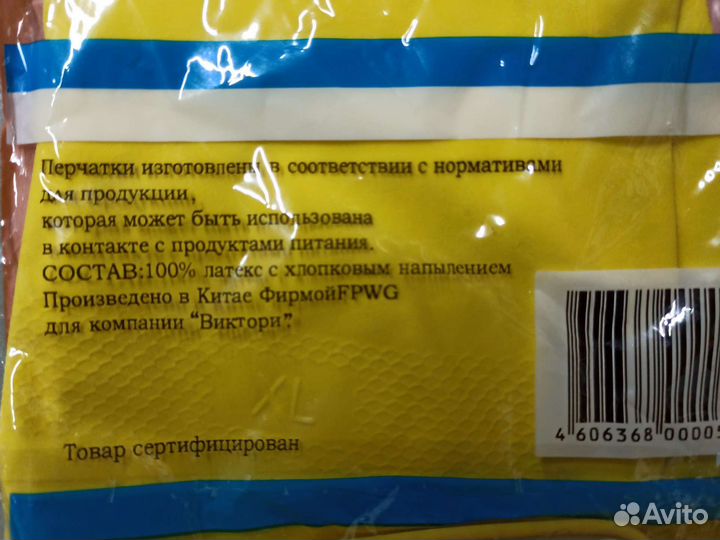 Перчатки изготовлены в соответствии с нормативами
для продукции,
которая может быть использована
в контакте с продуктами питания.
СОСТАВ:100% латекс с хлопковым напылением
Произведено в Китае ФирмойFPWG
для компании “Виктори”.
XL
4 606368 00005
Товар сертифицирован
Avito